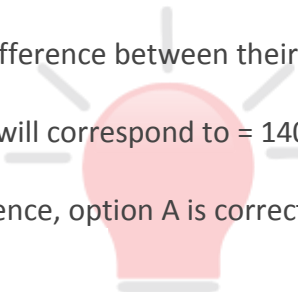 ifference between their
will correspond to = 140
ence, option A is correct